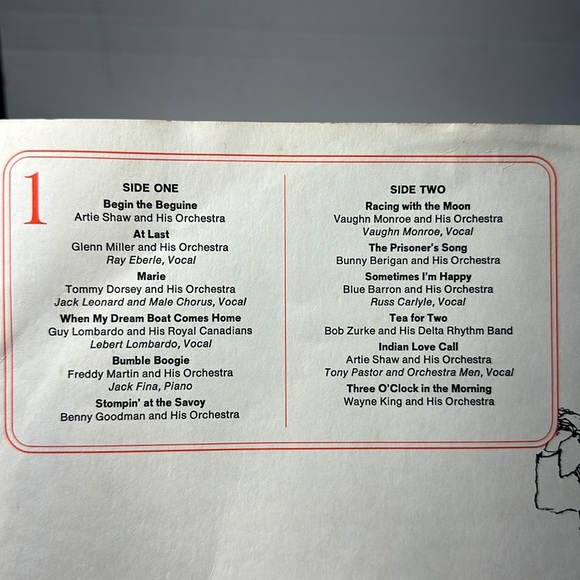 1
SIDE ONE
Begin the Beguine
Artie Shaw and His Orchestra
At Last
Glenn Miller and His Orchestra
Ray Eberle, Vocal
Marie
Tommy Dorsey and His Orchestra
Jack Leonard and Male Chorus, Vocal
When My Dream Boat Comes Home
Guy Lombardo and His Royal Canadians
Lebert Lombardo, Vocal
Bumble Boogie
Freddy Martin and His Orchestra
Jack Fina, Piano
Stompin' at the Savoy
Benny Goodman and His Orchestra
SIDE TWO
Racing with the Moon
Vaughn Monroe and His Orchestra
Vaughn Monroe, Vocal
The Prisoner's Song
Bunny Berigan and His Orchestra
Sometimes I'm Happy
Blue Barron and His Orchestra
Russ Carlyle, Vocal
Tea for Two
Bob Zurke and His Delta Rhythm Band
Indian Love Call
Artie Shaw and His Orchestra
Tony Pastor and Orchestra Men, Vocal
Three O'Clock in the Morning
Wayne King and His Orchestra